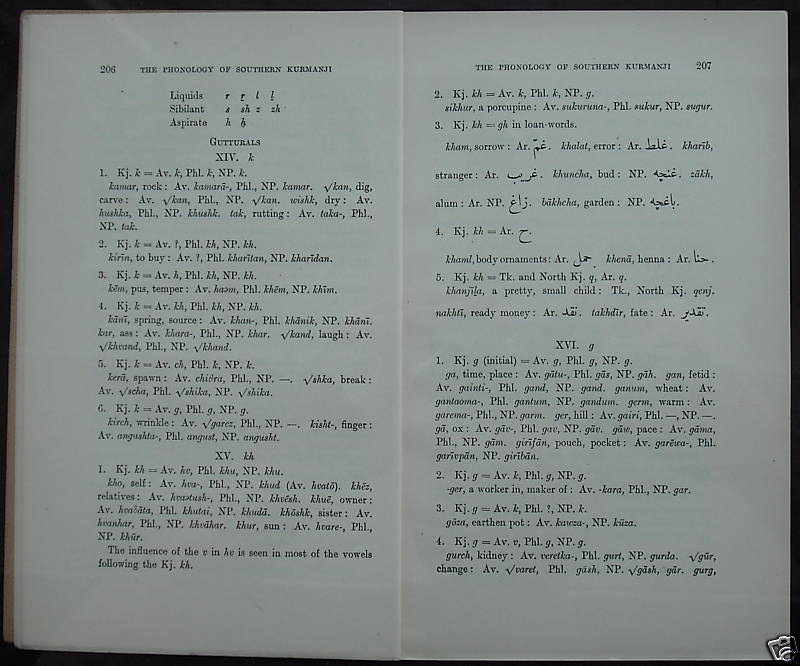 206 THE PHONOLOGY OF SOUTHERN KURMANJI
Liquids r ṟ l ḻ
Sibilant s sh z zh
Aspirate h ḥ
GUTTURALS
XIV. k
1. Kj. k = Av. k, Phl. k, NP. k.
kamar, rock: Av. kamarā-, Phl., NP. kamar. √kan, dig,
carve: Av. √kan, Phl. √kan, NP. √kan. wishk, dry: Av.
hushka, Phl., NP. khushk. tak, rutting: Av. taka-, Phl.,
NP. tak.
2. Kj. k = Av. ?, Phl. kh, NP. kh.
kirīn, to buy: Av. ?, Phl. kharītan, NP. kharīdan.
3. Kj. k = Av. h, Phl. kh, NP. kh.
kēm, pus, temper: Av. haəm, Phl. khēm, NP. khīm.
4. Kj. k = Av. kh, Phl. kh, NP. kh.
kānī, spring, source: Av. khan-, Phl. khānik, NP. khānī.
kar, ass: Av. khara-, Phl., NP. khar. √kand, laugh: Av.
√khvand, Phl., NP. √khand.
5. Kj. k = Av. ch, Phl. k, NP. k.
kerā, spawn: Av. chiθra, Phl., NP. —. √shka, break:
Av. √scha, Phl. √shika, NP. √shika.
6. Kj. k = Av. g, Phl. g, NP. g.
kirch, wrinkle: Av. √garez, Phl., NP. —. kisht-, finger:
Av. angushta-, Phl. angust, NP. angusht.
XV. kh
1. Kj. kh = Av. hv, Phl. khu, NP. khu.
kho, self: Av. hva-, Phl., NP. khud (Av. hvatō). khēz,
relatives: Av. hvaətush-, Phl., NP. khvēsh. khuē, owner:
Av. hvaδāta, Phl. khutai, NP. khudā. khōshk, sister: Av.
hvanhar, Phl., NP. khvāhar. khur, sun: Av. hvare-, Phl.,
NP. khūr.
The influence of the v in hv is seen in most of the vowels
following the Kj. kh.
THE PHONOLOGY OF SOUTHERN KURMANJI 207
2. Kj. kh = Av. k, Phl. k, NP. g.
sikhur, a porcupine: Av. sukuruna-, Phl. sukur, NP. sugur.
3. Kj. kh = gh in loan-words.
kham, sorrow: Ar. غمّ. khalat, error: Ar. غلط. kharīb,
stranger: Ar. غريب. khuncha, bud: NP. غنچه. zākh,
alum: Ar. NP. زاغ. bākhcha, garden: NP. باغچه.
4. Kj. kh = Ar. ح.
khaml, body ornaments: Ar. حمل. khenā, henna: Ar. حنا.
5. Kj. kh = Tk. and North Kj. q, Ar. q.
khanjīḻa, a pretty, small child: Tk., North Kj. qenj.
nakhtī, ready money: Ar. نقد. takhdīr, fate: Ar. تقدير.
XVI. g
1. Kj. g (initial) = Av. g, Phl. g, NP. g.
ga, time, place: Av. gātu-, Phl. gās, NP. gāh. gan, fetid:
Av. gainti-, Phl. gand, NP. gand. ganum, wheat: Av.
gantaoma-, Phl. gantum, NP. gandum. germ, warm: Av.
garema-, Phl., NP. garm. ger, hill: Av. gairi, Phl. —, NP. —.
gā, ox: Av. gāv-, Phl. gav, NP. gāv. gāw, pace: Av. gāma,
Phl., NP. gām. girīfān, pouch, pocket: Av. garēwa-, Phl.
garīvpān, NP. girībān.
2. Kj. g = Av. k, Phl. g, NP. g.
-ger, a worker in, maker of: Av. -kara, Phl., NP. gar.
3. Kj. g = Av. k, Phl. ?, NP. k.
gōza, earthen pot: Av. kawza-, NP. kūza.
4. Kj. g = Av. v, Phl. g, NP. g.
gurch, kidney: Av. veretka-, Phl. gurt, NP. gurda. √gūr,
change: Av. √varet, Phl. gāsh, NP. √gāsh, gār. gurg,